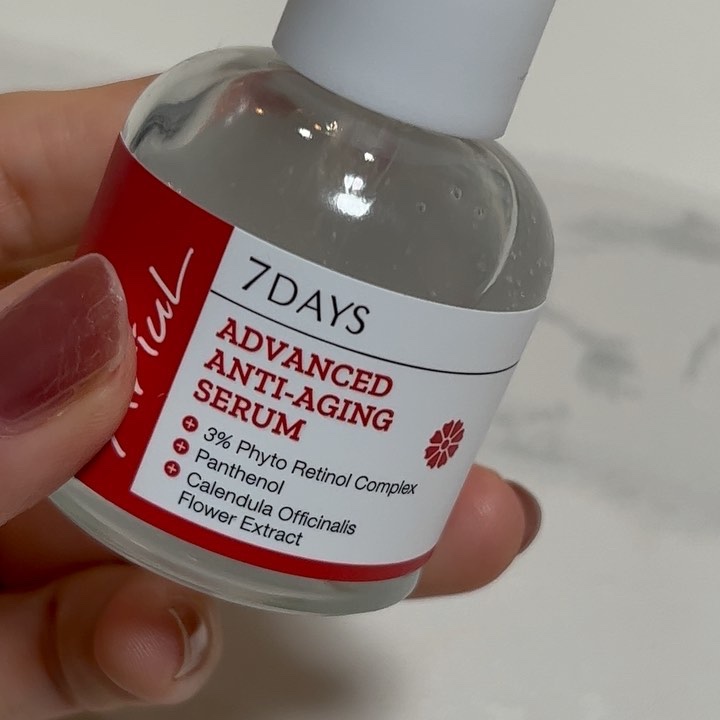 7DAYS
ADVANCED
ANTI-AGING
SERUM
3% Phyto Retinol Complex
Panthenol
Calendula Officinalis
Flower Extract